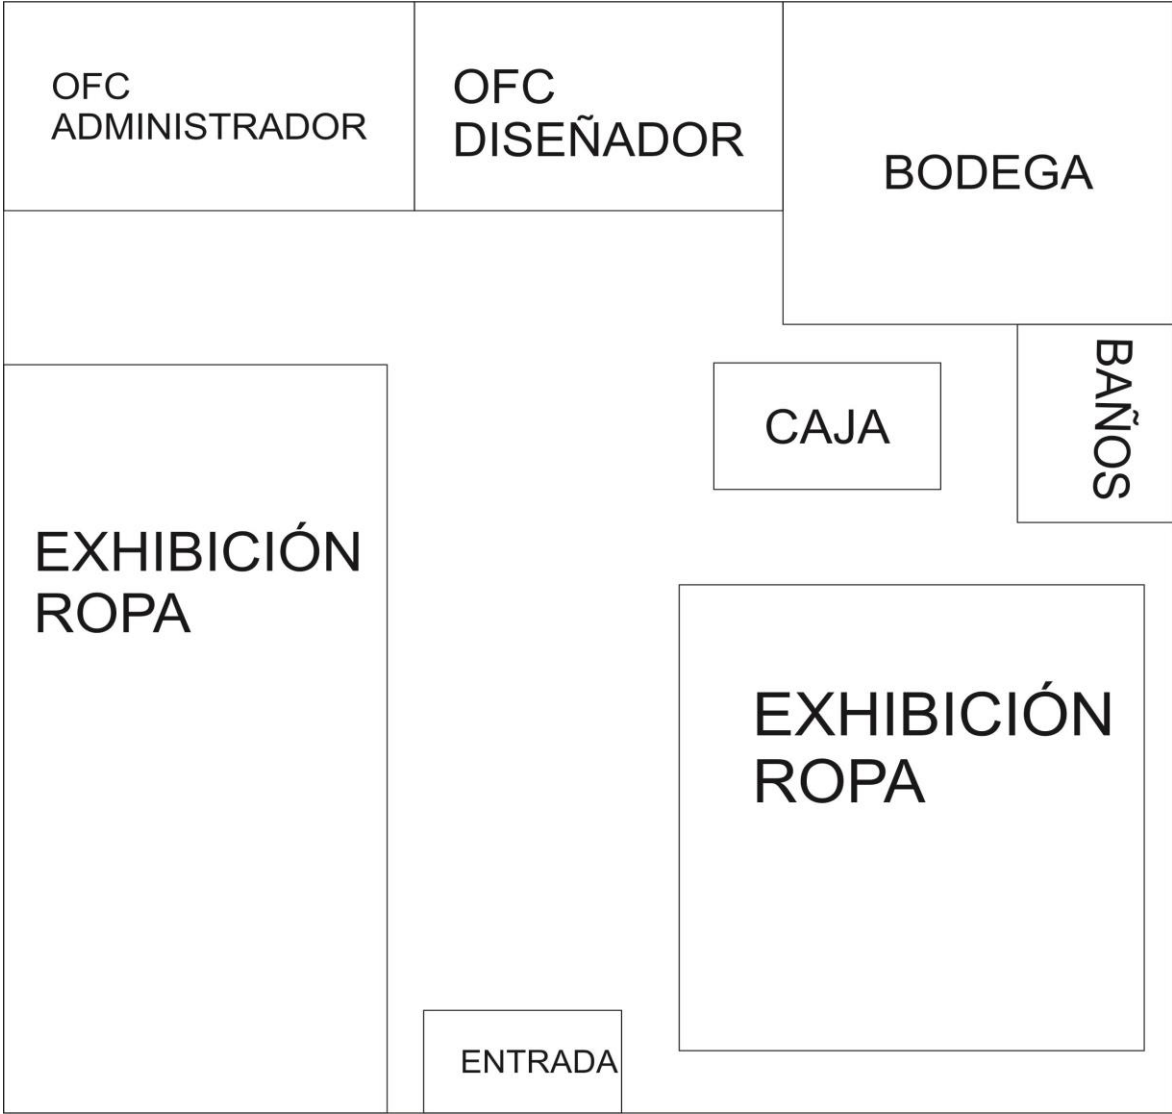 OFC
ADMINISTRADOR
OFC
DISEÑADOR
BODEGA
BAÑOS
CAJA
EXHIBICIÓN
ROPA
EXHIBICIÓN
ROPA
ENTRADA